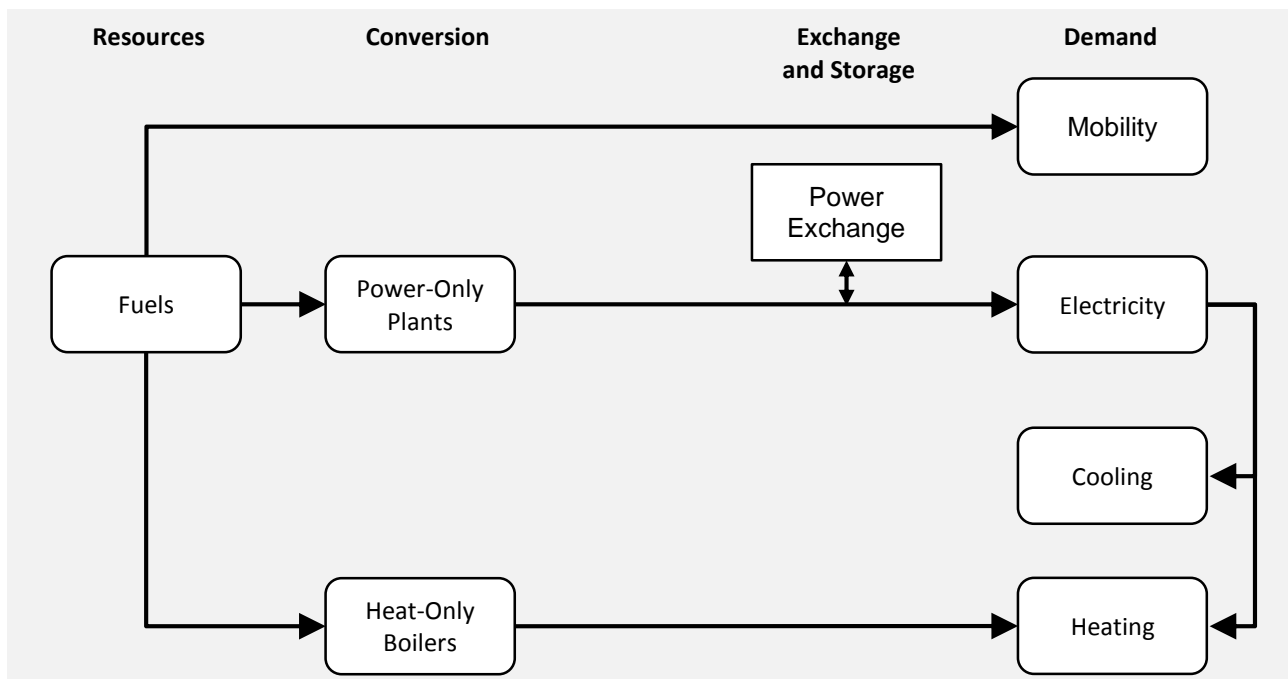 Resources
Conversion
Exchange
and Storage
Demand
Mobility
Power
Exchange
Fuels
Power-Only
Plants
Electricity
Cooling
Heat-Only
Boilers
Heating